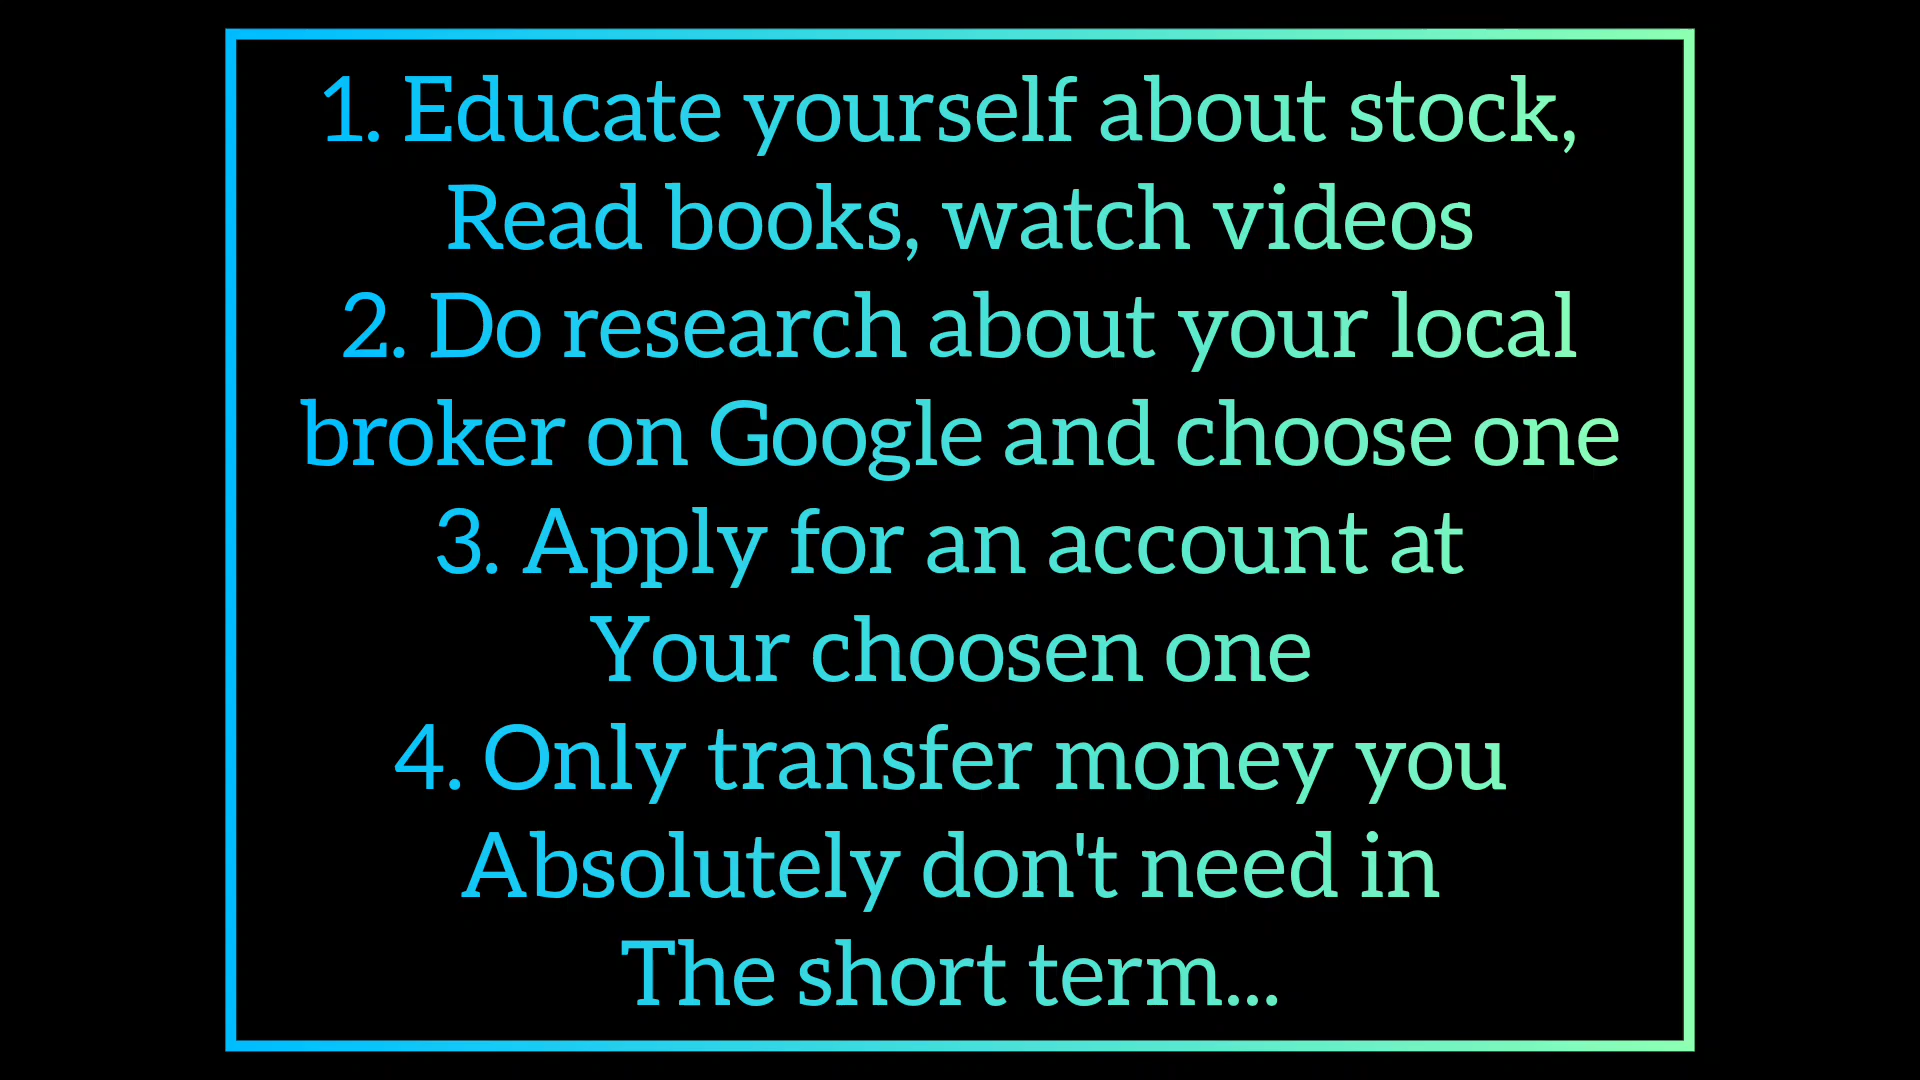 1. Educate yourself about stock,
Read books, watch videos
2. Do research about your local
broker on Google and choose one
3. Apply for an account at
Your choosen one
4. Only transfer money you
Absolutely don't need in
The short term...